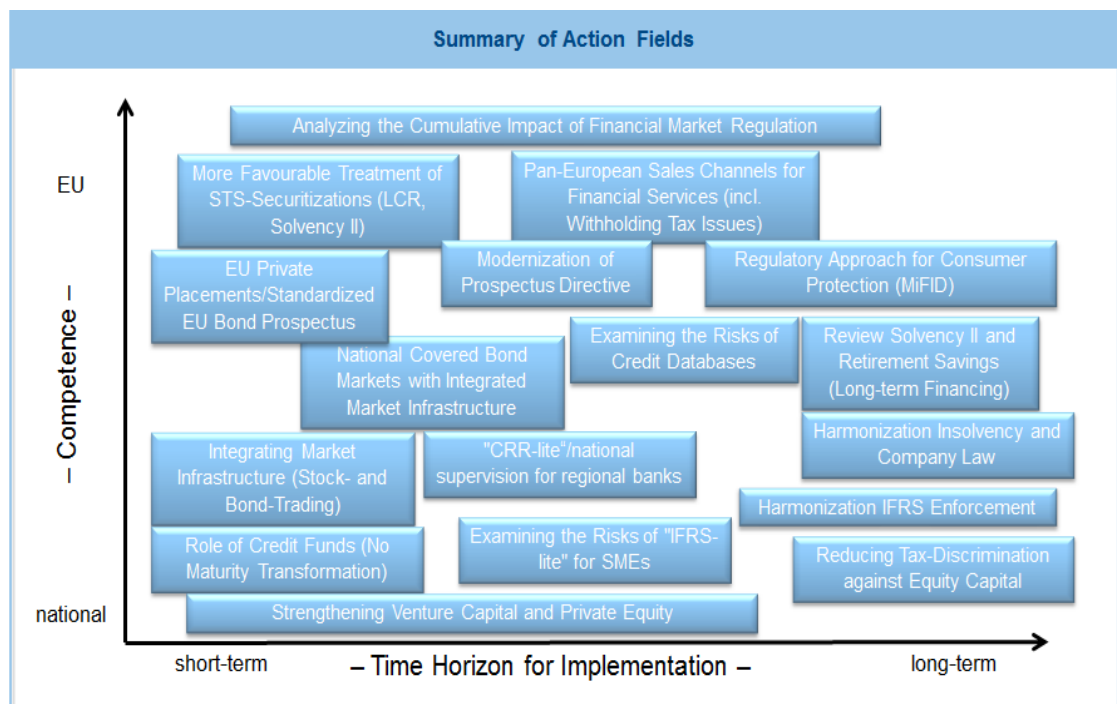 Summary of Action Fields
Analyzing the Cumulative Impact of Financial Market Regulation
EU
More Favourable Treatment of
STS-Securitizations (LCR,
Solvency II)
Pan-European Sales Channels for
Financial Services (incl.
Withholding Tax Issues)
EU Private
Placements/Standardized
EU Bond Prospectus
Modernization of
Prospectus Directive
Regulatory Approach for Consumer
Protection (MiFID)
– Competence –
National Covered Bond
Markets with Integrated
Market Infrastructure
Examining the Risks of
Credit Databases
Review Solvency II and
Retirement Savings
(Long-term Financing)
Integrating Market
Infrastructure (Stock- and
Bond-Trading)
"CRR-lite“/national
supervision for regional banks
Harmonization Insolvency and
Company Law
Harmonization IFRS Enforcement
Role of Credit Funds (No
Maturity Transformation)
Examining the Risks of "IFRS-
lite" for SMEs
Reducing Tax-Discrimination
against Equity Capital
national
Strengthening Venture Capital and Private Equity
short-term
– Time Horizon for Implementation –
long-term